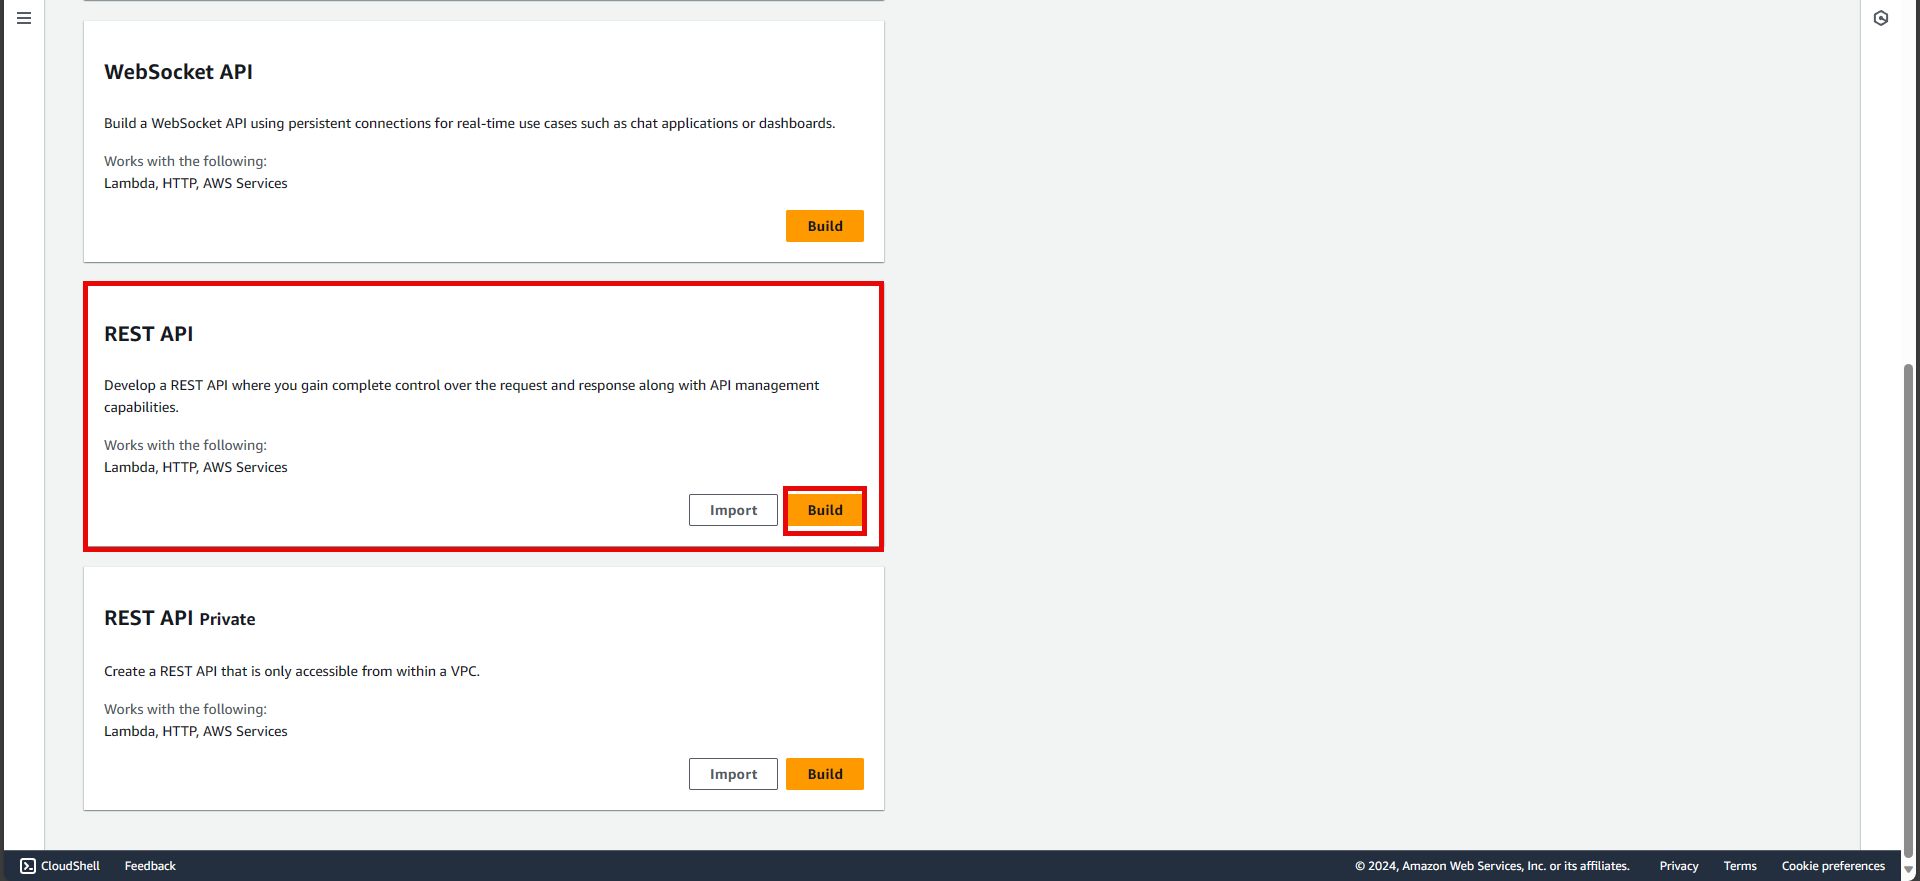 WebSocket API
Build a WebSocket API using persistent connections for real-time use cases such as chat applications or dashboards.
Works with the following:
Lambda, HTTP, AWS Services
Build
REST API
Develop a REST API where you gain complete control over the request and response along with API management
capabilities.
Works with the following:
Lambda, HTTP, AWS Services
Import Build
REST API Private
Create a REST API that is only accessible from within a VPC.
Works with the following:
Lambda, HTTP, AWS Services
Import Build
CloudShell Feedback © 2024, Amazon Web Services, Inc. or its affiliates. Privacy Terms Cookie preferences